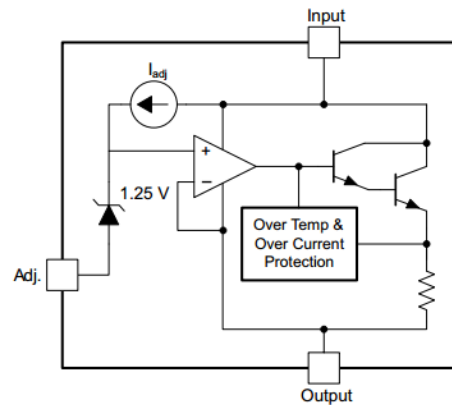 Input
Iadj
+
1.25 V
−
Over Temp &
Over Current
Protection
Adj.
Output